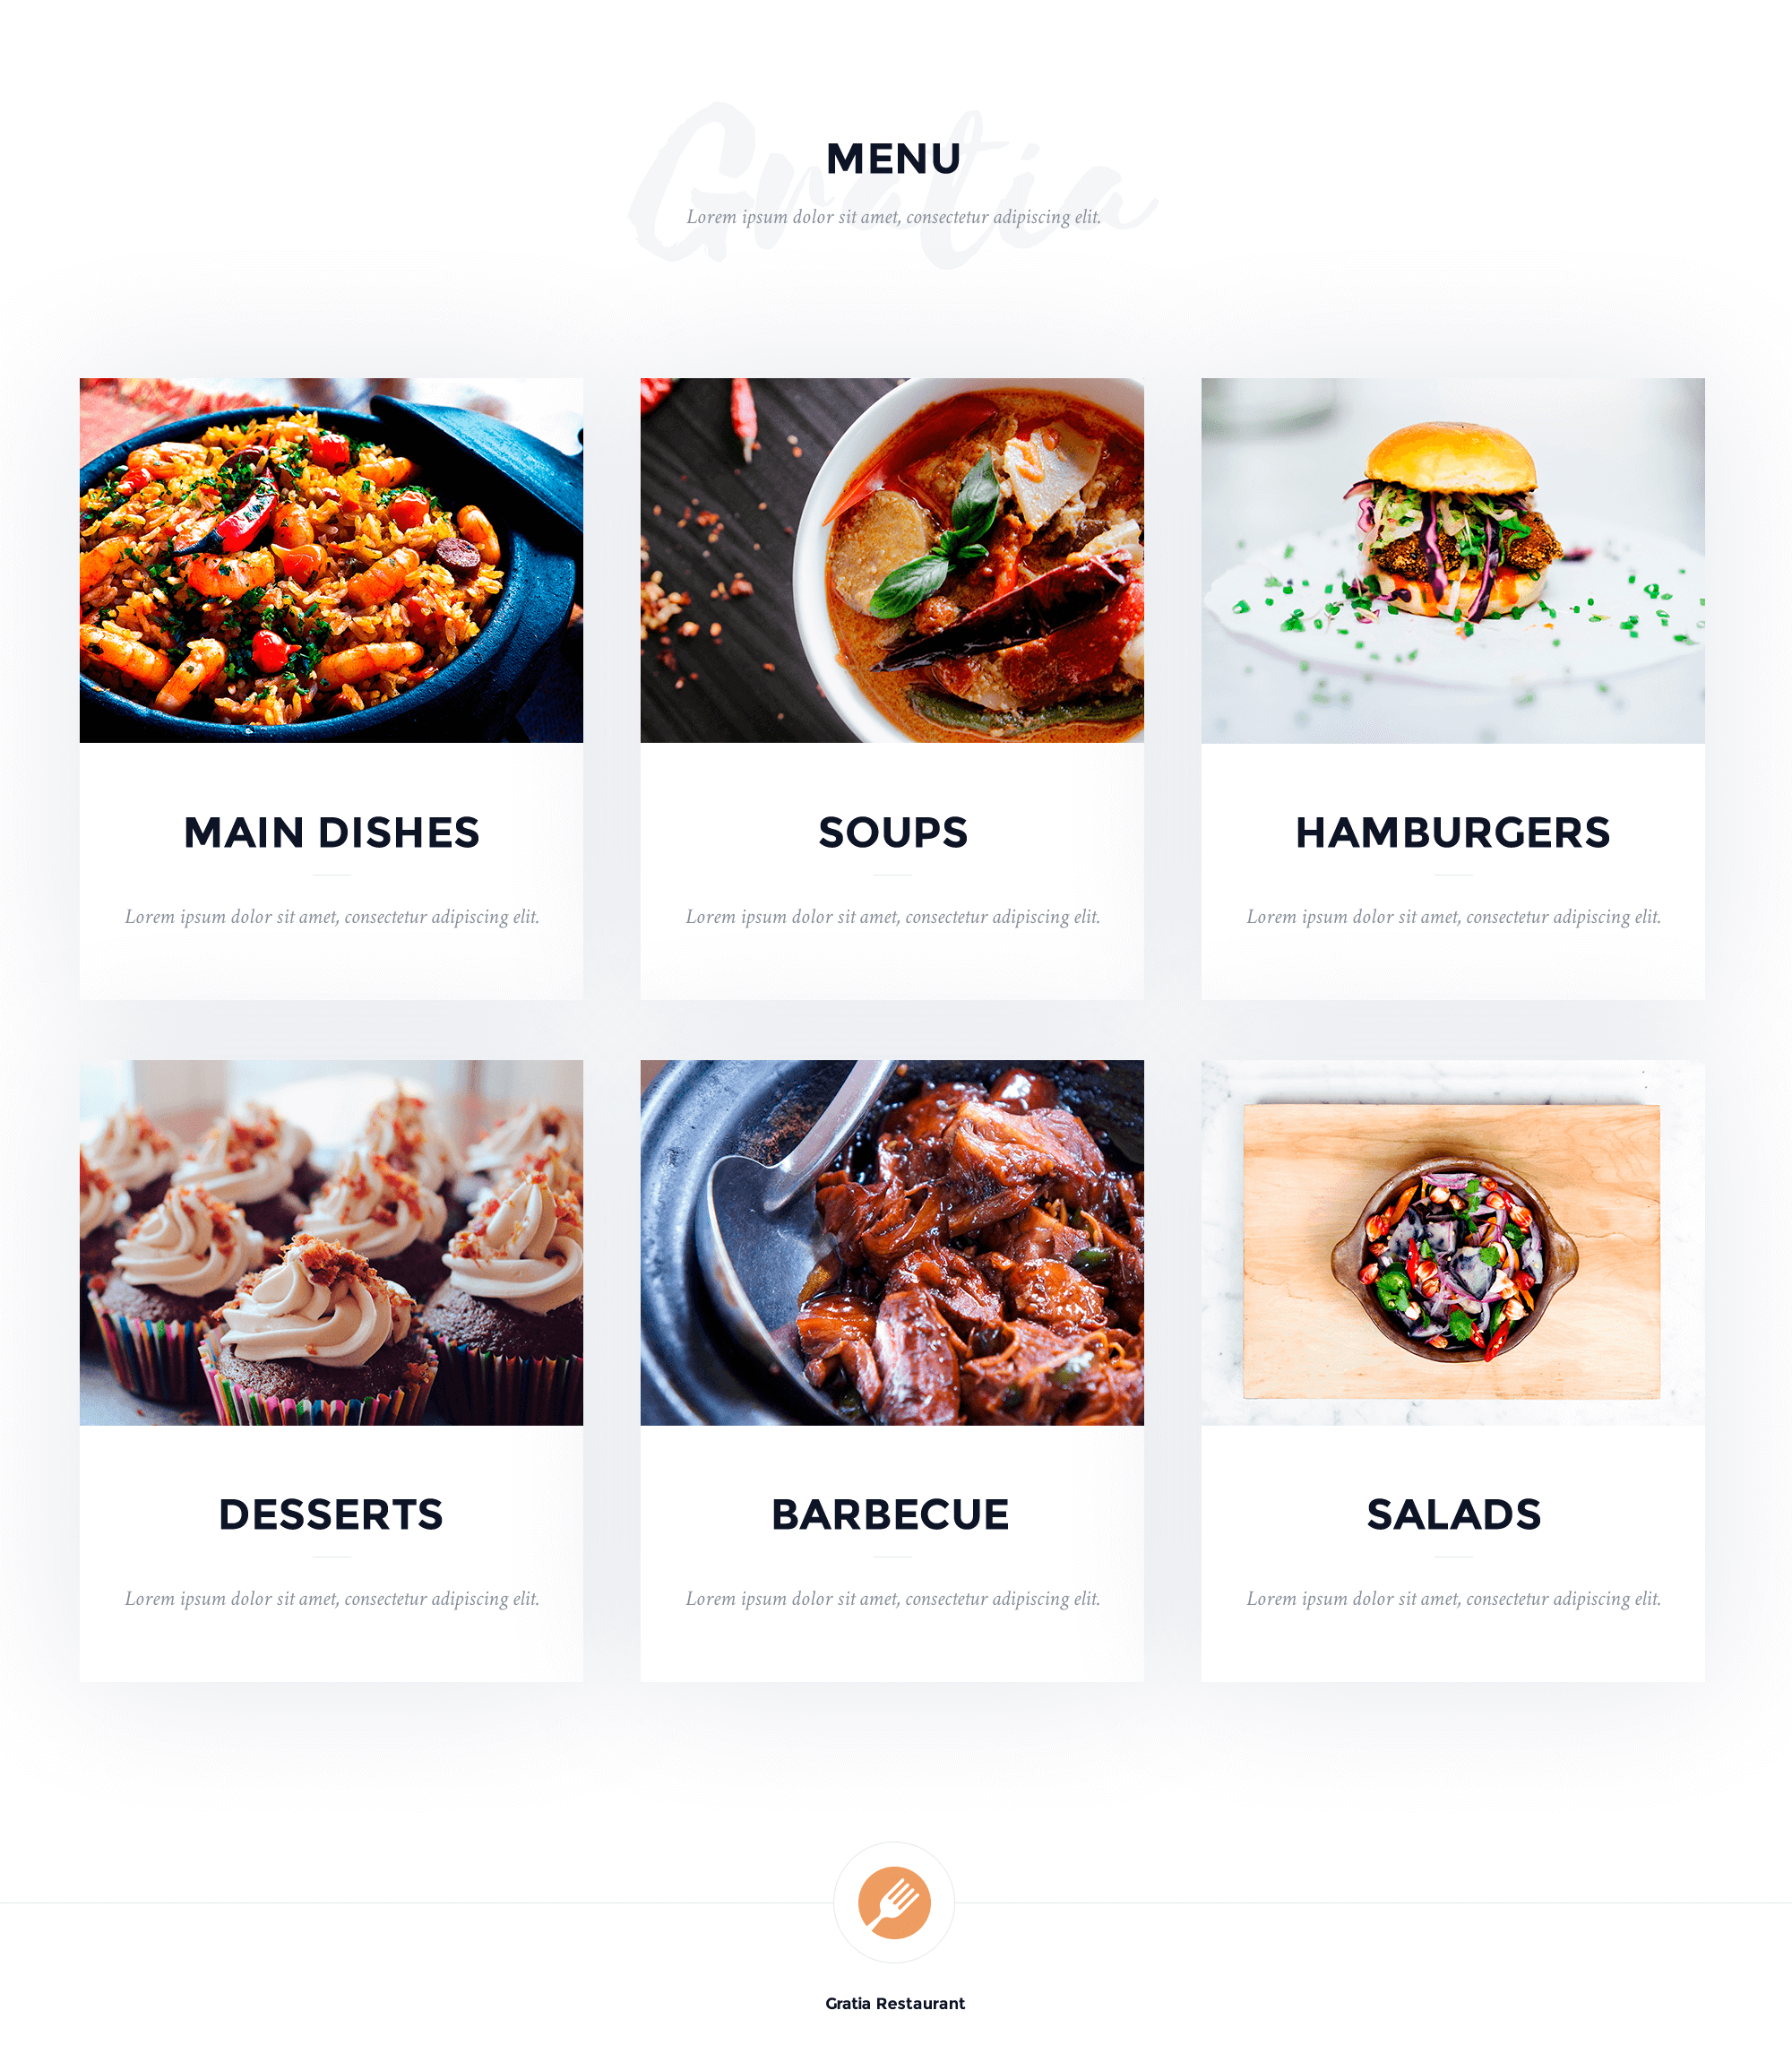 Gratia
MENU
Lorem ipsum dolor sit amet, consectetur adipiscing elit.
MAIN DISHES
Lorem ipsum dolor sit amet, consectetur adipiscing elit.
SOUPS
Lorem ipsum dolor sit amet, consectetur adipiscing elit.
HAMBURGERS
Lorem ipsum dolor sit amet, consectetur adipiscing elit.
DESSERTS
Lorem ipsum dolor sit amet, consectetur adipiscing elit.
BARBECUE
Lorem ipsum dolor sit amet, consectetur adipiscing elit.
SALADS
Lorem ipsum dolor sit amet, consectetur adipiscing elit.
Gratia Restaurant